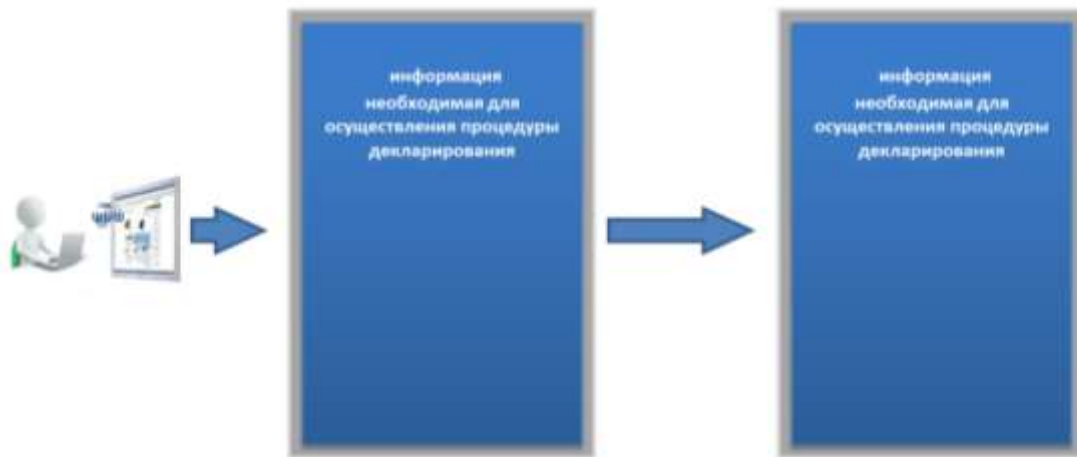 информация
необходимая для
осуществления процедуры
декларирования
информация
необходимая для
осуществления процедуры
декларирования